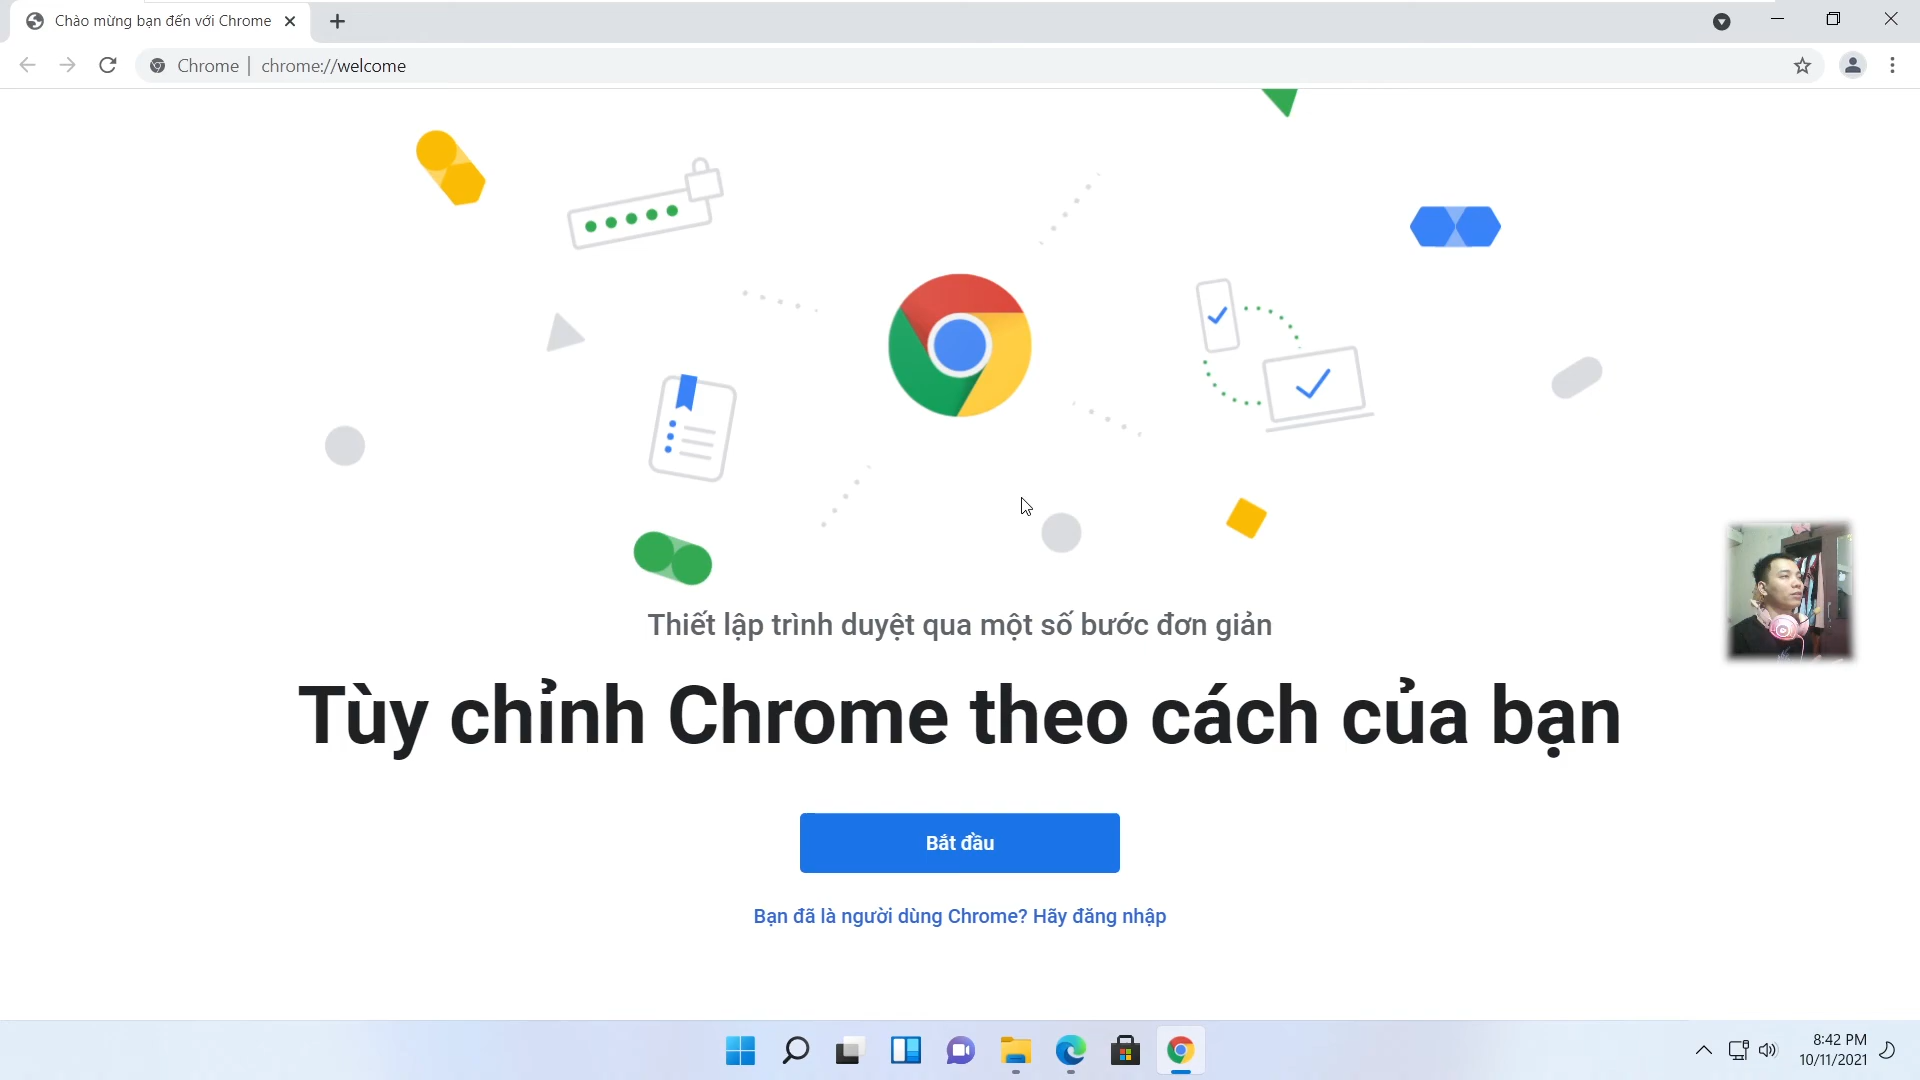 Chào mừng bạn đến với Chrome
Chrome | chrome://welcome
Thiết lập trình duyệt qua một số bước đơn giản
Tùy chỉnh Chrome theo cách của bạn
Bắt đầu
Bạn đã là người dùng Chrome? Hãy đăng nhập
8:42 PM
10/11/2021